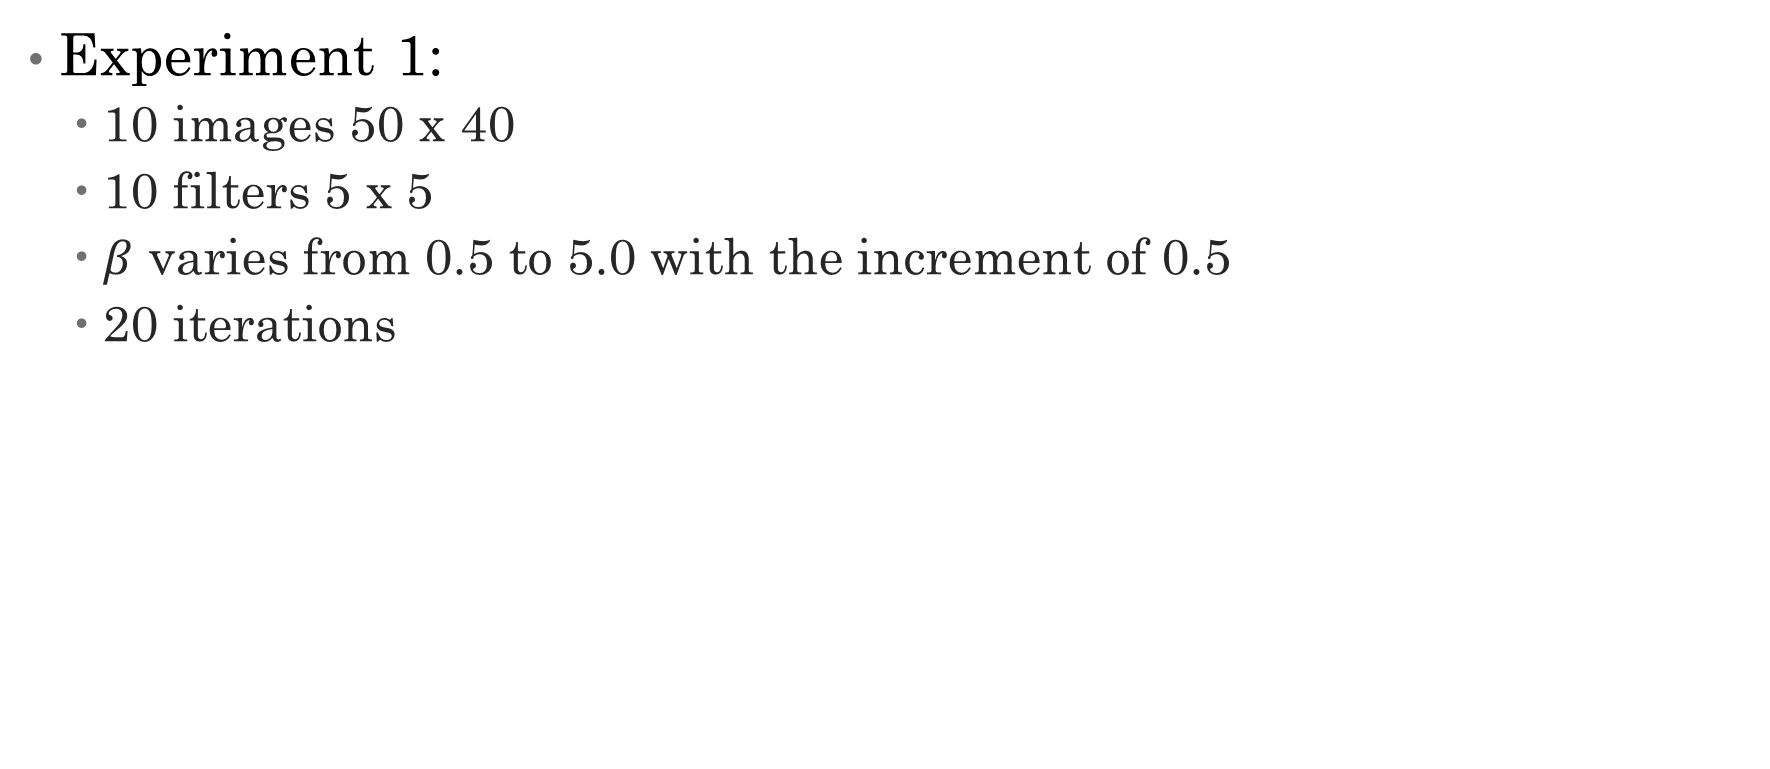 • Experiment 1:
• 10 images 50 x 40
• 10 filters 5 x 5
• β varies from 0.5 to 5.0 with the increment of 0.5
• 20 iterations